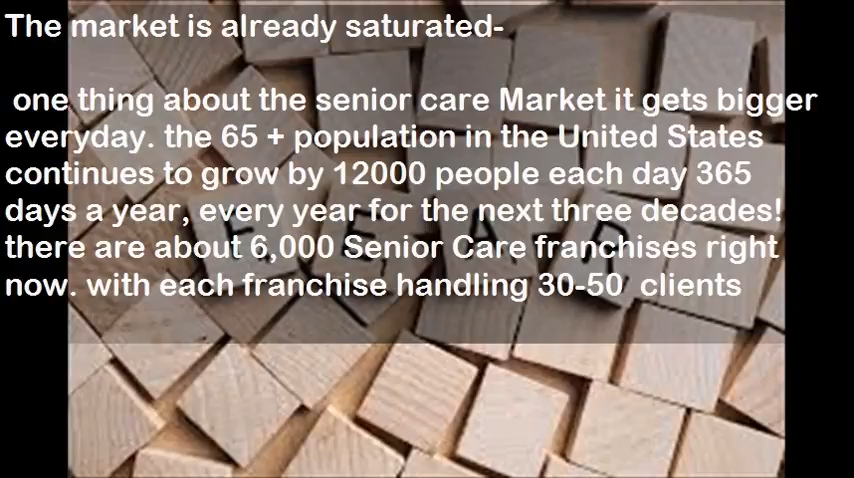 The market is already saturated-
one thing about the senior care Market it gets bigger
everyday. the 65 + population in the United States
continues to grow by 12000 people each day 365
days a year, every year for the next three decades!
there are about 6,000 Senior Care franchises right
now. with each franchise handling 30-50 clients
F E A R